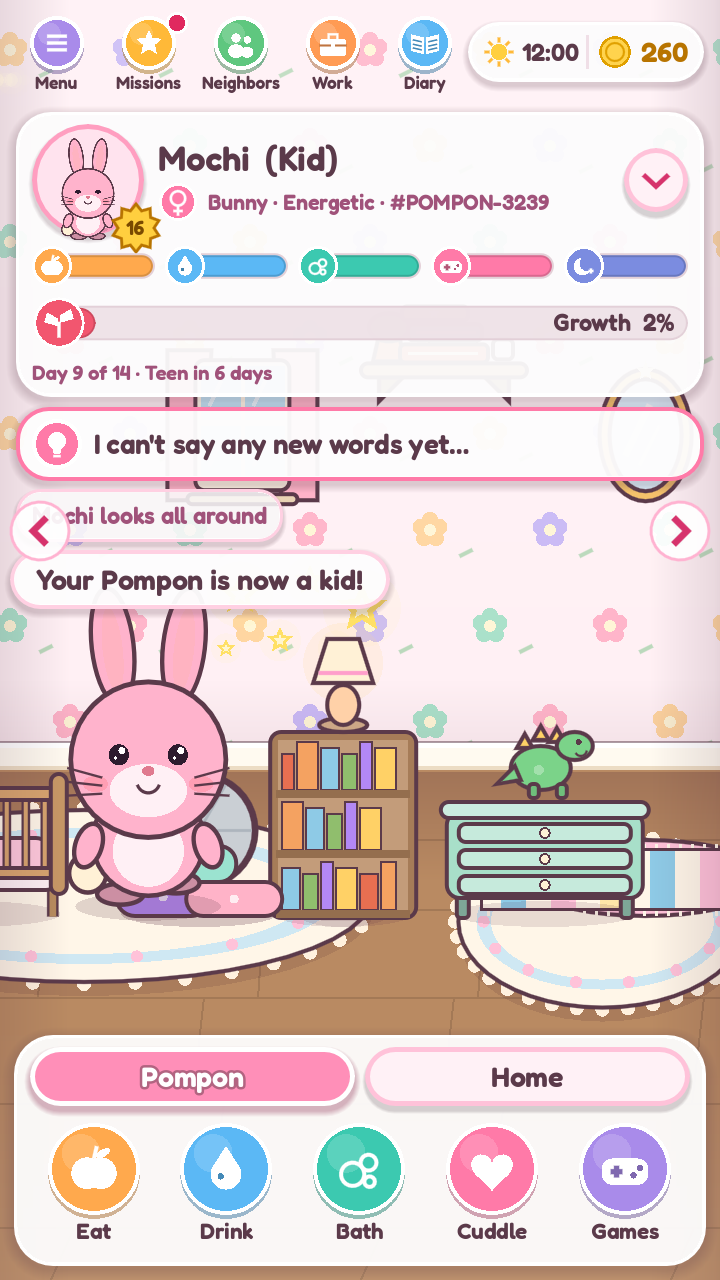 Menu
Missions
Neighbors
Work
Diary
12:00
260
Mochi (Kid)
Bunny · Energetic · #POMPON-3239
16
Growth 2%
Day 9 of 14 · Teen in 6 days
I can't say any new words yet...
Mochi looks all around
Your Pompon is now a kid!
Pompon
Home
Eat
Drink
Bath
Cuddle
Games